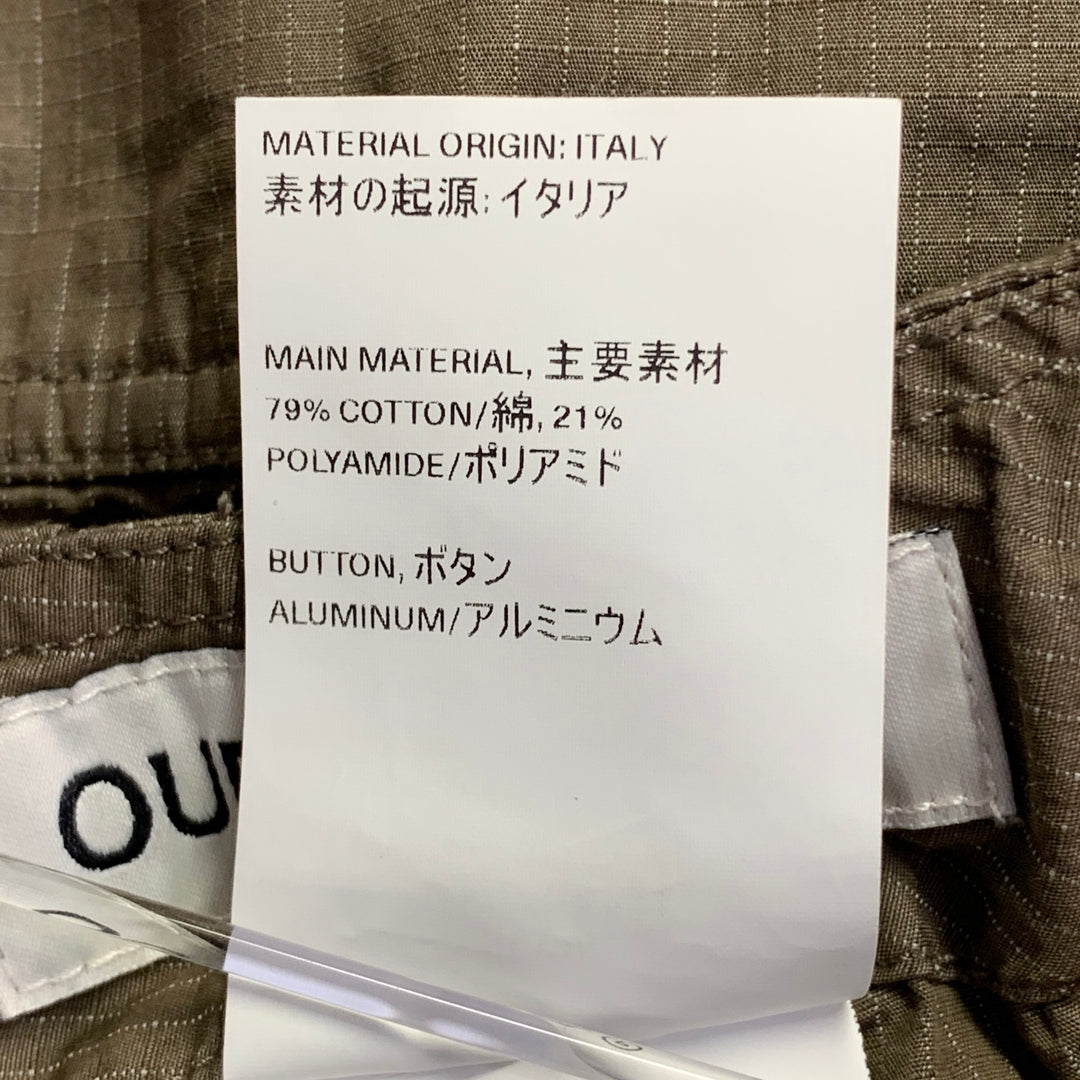 MATERIAL ORIGIN: ITALY
素材の起源: イタリア
MAIN MATERIAL, 主要素材
79% COTTON/綿, 21%
POLYAMIDE/ポリアミド
BUTTON, ボタン
ALUMINUM/アルミニウム
OU